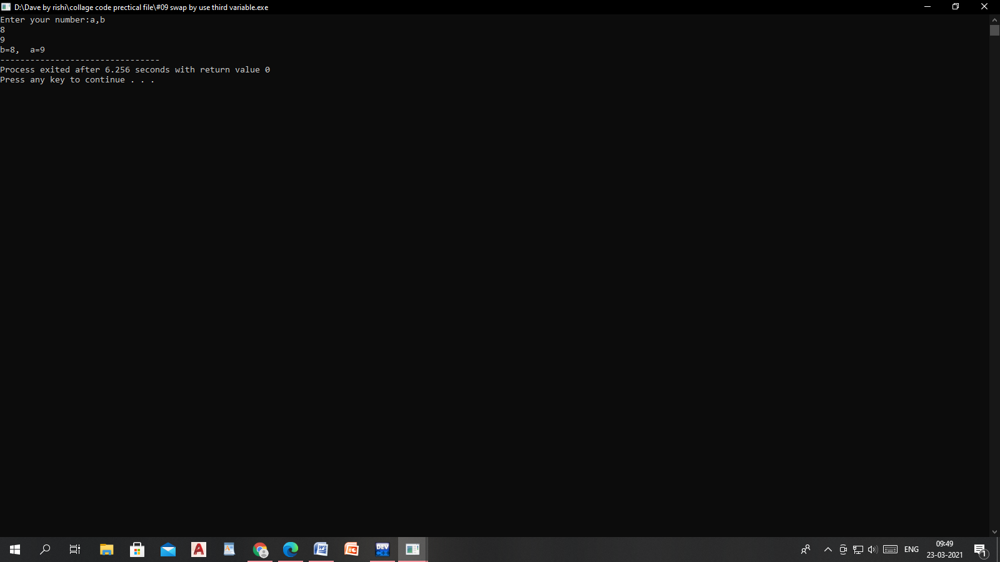 D:\Dave by rishi\collage code prectical file\#09 swap by use third variable.exe
Enter your number:a,b
8
9
b=8,  a=9
--------------------------------
Process exited after 6.256 seconds with return value 0
Press any key to continue . . .
DEV
ENG
09:49
23-03-2021
1